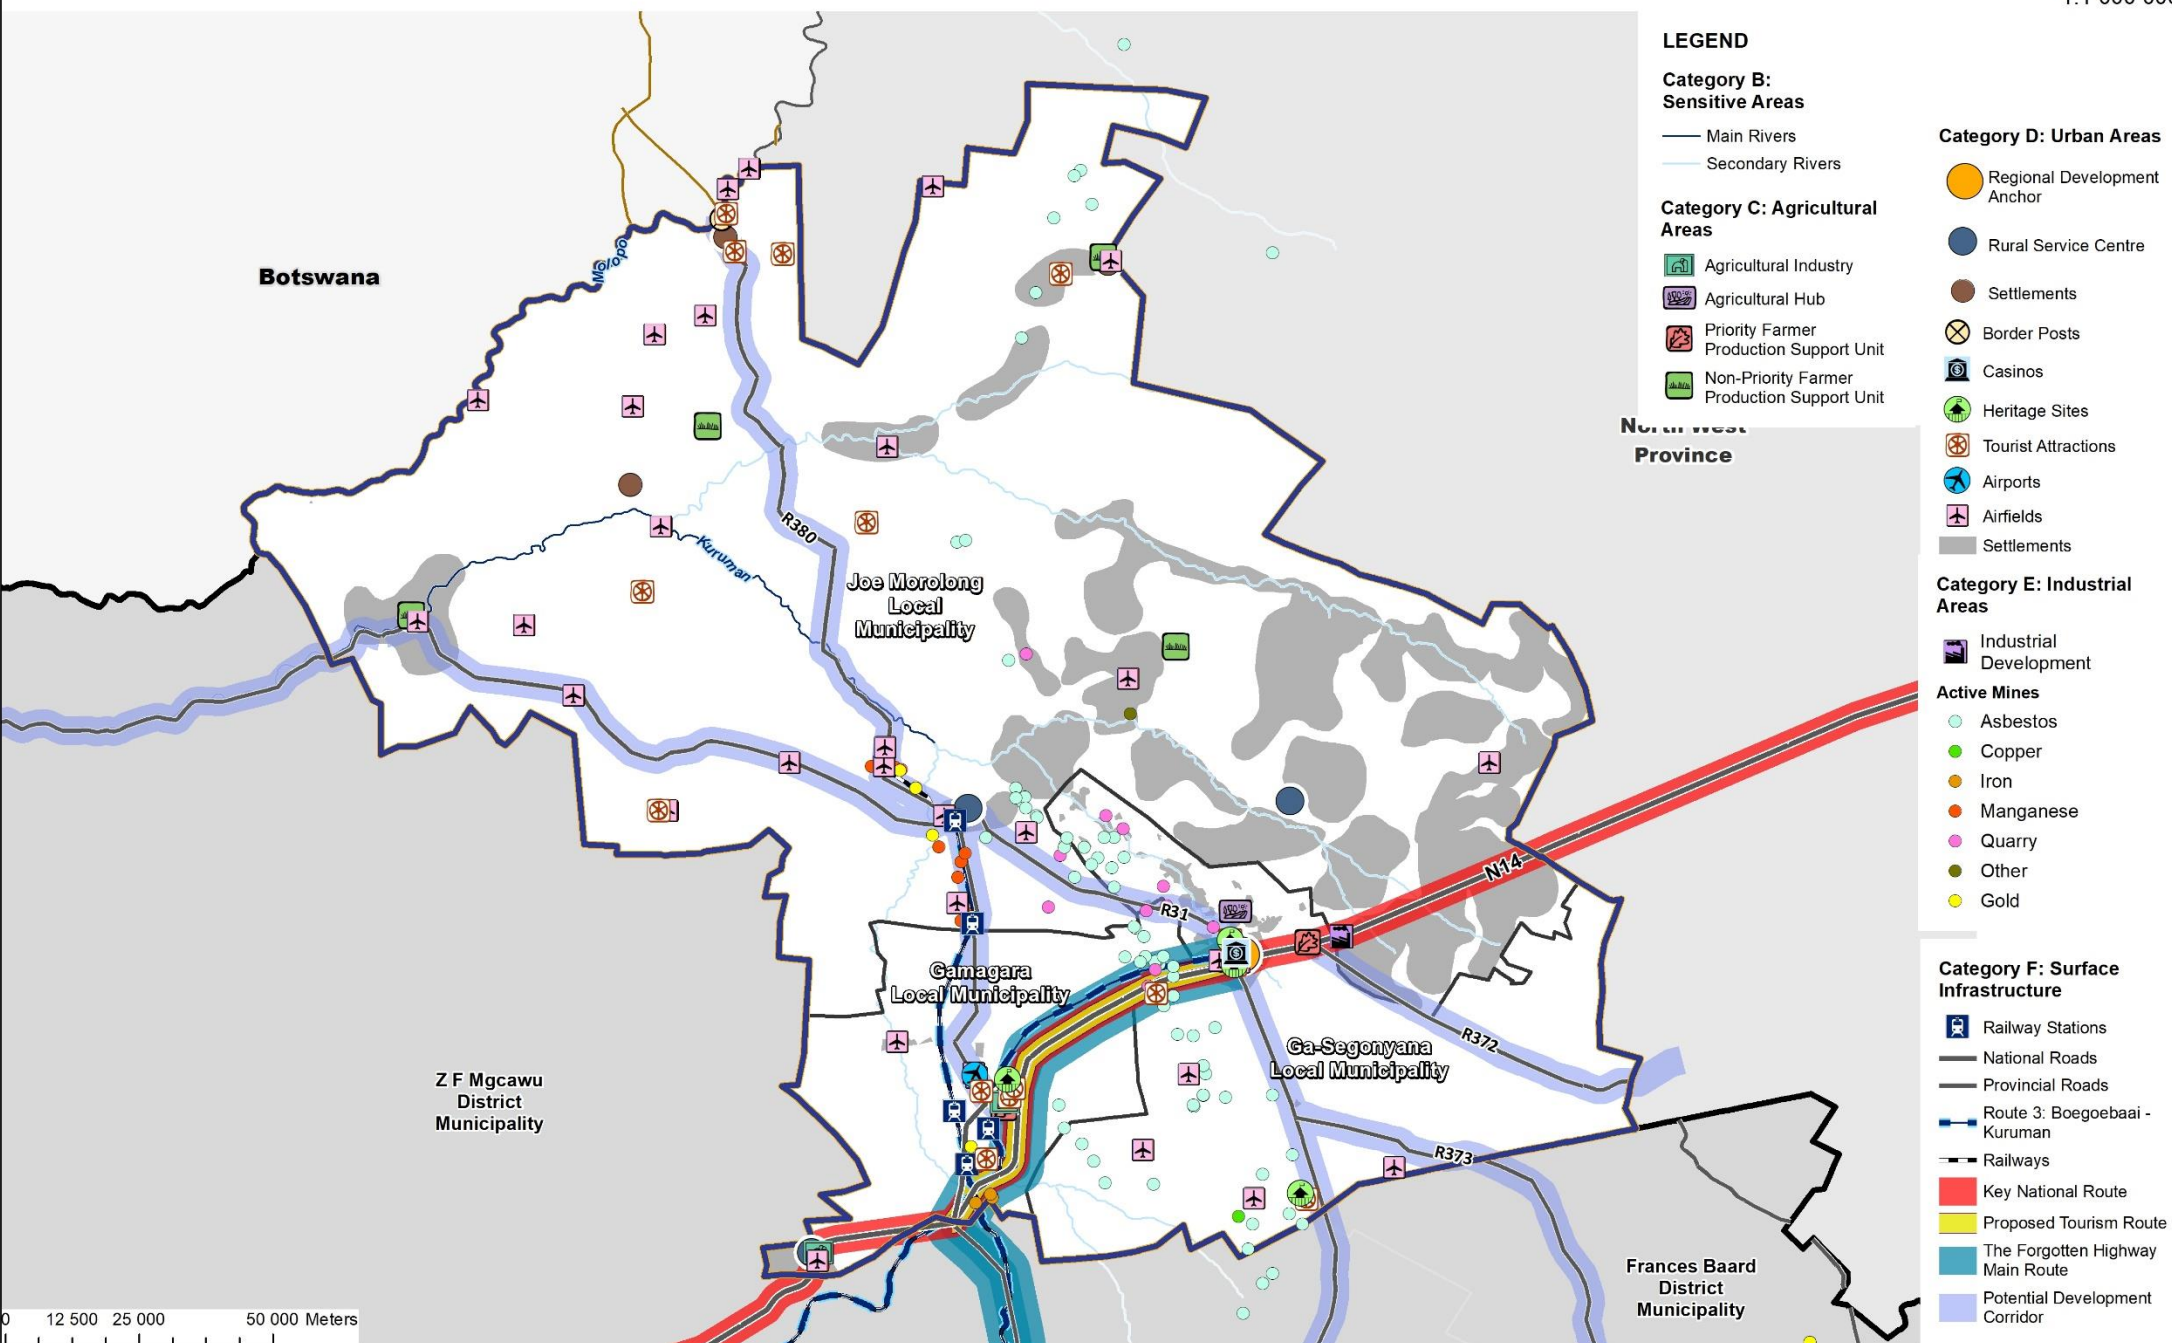 LEGEND
Category B:
Sensitive Areas
Main Rivers
Secondary Rivers
Category C: Agricultural
Areas
Agricultural Industry
Agricultural Hub
Priority Farmer
Production Support Unit
Non-Priority Farmer
Production Support Unit
Category D: Urban Areas
Regional Development
Anchor
Rural Service Centre
Settlements
Border Posts
Casinos
Heritage Sites
Tourist Attractions
Airports
Airfields
Settlements
Category E: Industrial
Areas
Industrial
Development
Active Mines
Asbestos
Copper
Iron
Manganese
Quarry
Other
Gold
Category F: Surface
Infrastructure
Railway Stations
National Roads
Provincial Roads
Route 3: Boegoebaai -
Kuruman
Railways
Key National Route
Proposed Tourism Route
The Forgotten Highway
Main Route
Potential Development
Corridor
Botswana
Molopo
North West
Province
R380
Kuruman
Joe Morolong
Local
Municipality
N14
R31
Gamagara
Local Municipality
Ga-Segonyana
Local Municipality
R372
R373
Z F Mgcawu
District
Municipality
Frances Baard
District
Municipality
0 12 500 25 000 50 000 Meters